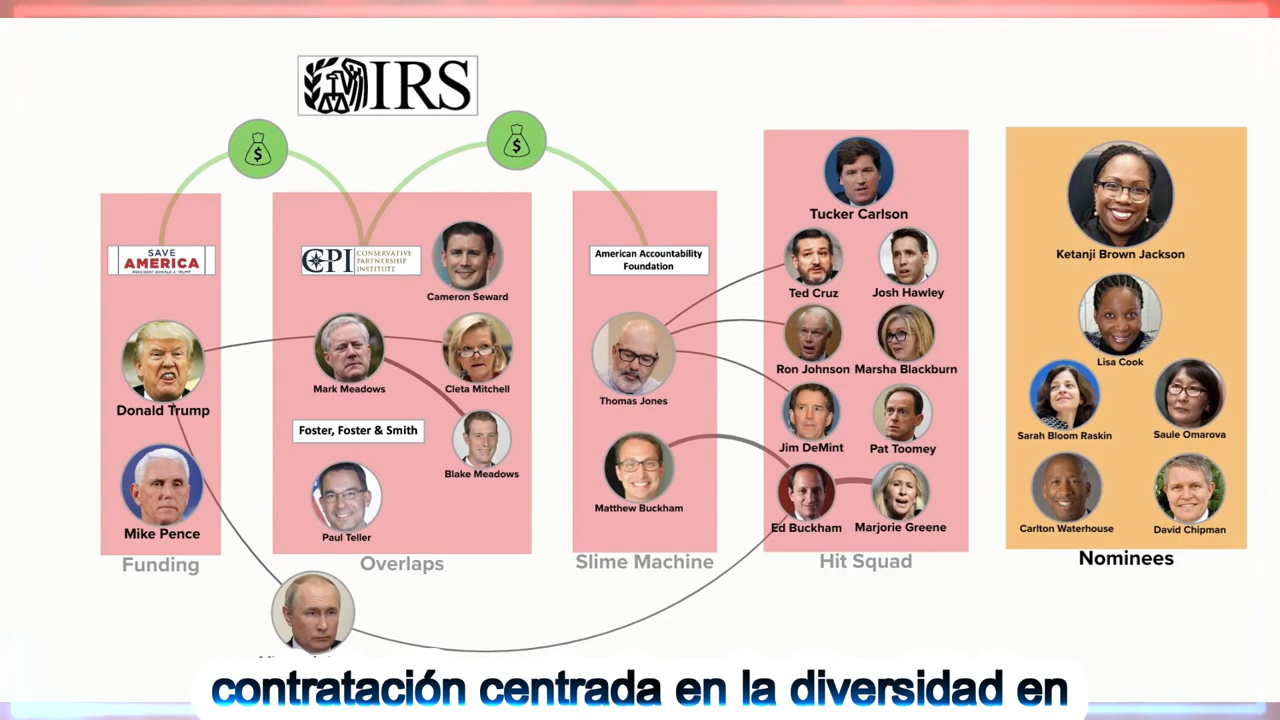 IRS
$
$
SAVE
AMERICA
PRESIDENT DONALD J. TRUMP
Donald Trump
Mike Pence
Funding
CPI
CONSERVATIVE
PARTNERSHIP
INSTITUTE
Cameron Seward
Mark Meadows
Cleta Mitchell
Foster, Foster & Smith
Blake Meadows
Paul Teller
Overlaps
American Accountability
Foundation
Thomas Jones
Matthew Buckham
Slime Machine
Tucker Carlson
Ted Cruz
Josh Hawley
Ron Johnson
Marsha Blackburn
Jim DeMint
Pat Toomey
Ed Buckham
Marjorie Greene
Hit Squad
Ketanji Brown Jackson
Lisa Cook
Sarah Bloom Raskin
Saule Omarova
Carlton Waterhouse
David Chipman
Nominees
contratación centrada en la diversidad en